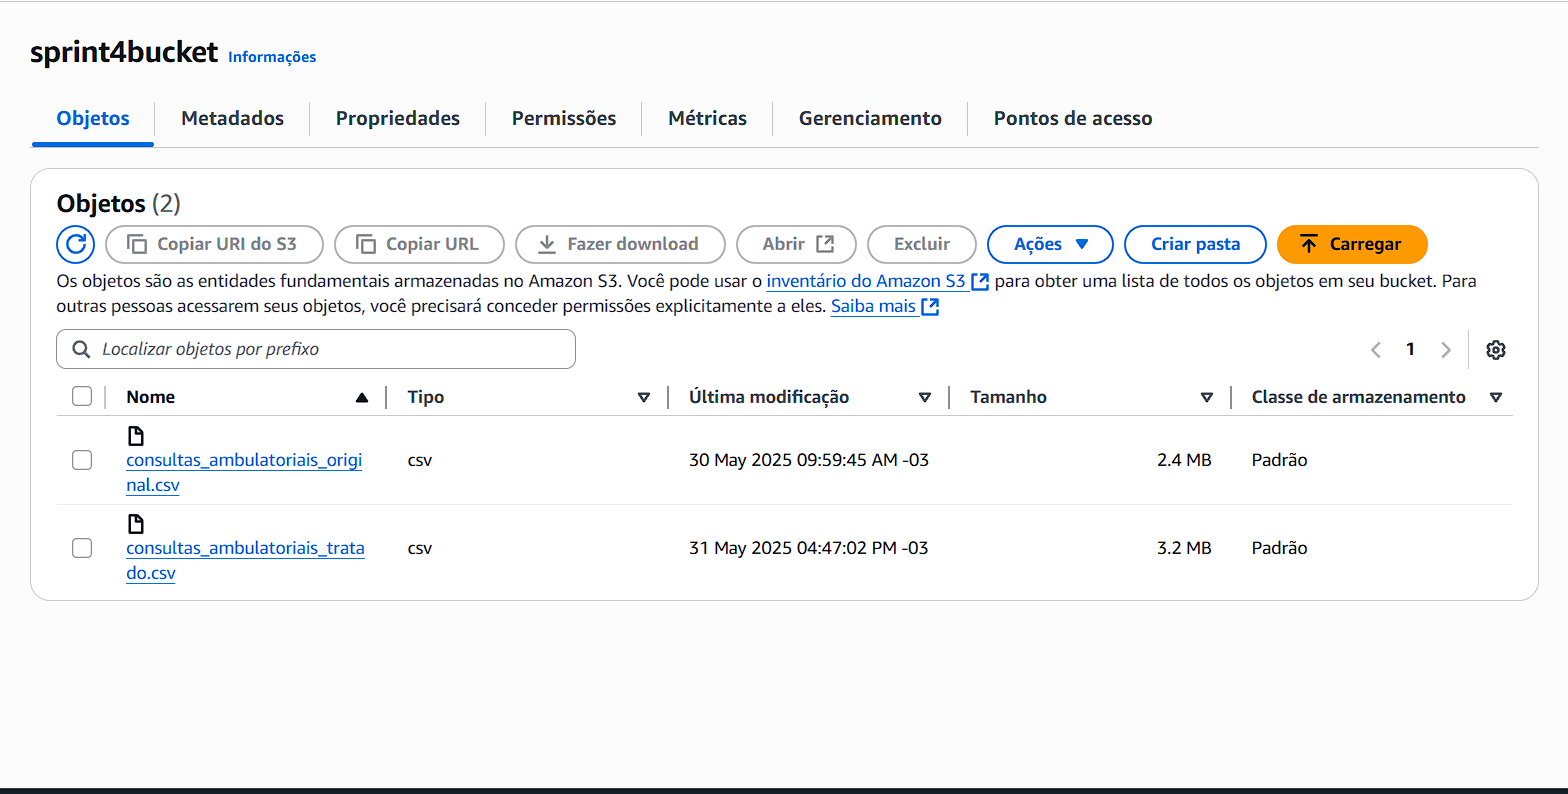 sprint4bucket Informações
Objetos Metadados Propriedades Permissões Métricas Gerenciamento Pontos de acesso
Objetos (2)
Copiar URI do S3 Copiar URL Fazer download Abrir Excluir Ações Criar pasta Carregar
Os objetos são as entidades fundamentais armazenadas no Amazon S3. Você pode usar o inventário do Amazon S3 para obter uma lista de todos os objetos em seu bucket. Para
outras pessoas acessarem seus objetos, você precisará conceder permissões explicitamente a eles. Saiba mais
Localizar objetos por prefixo 1
Nome Tipo Última modificação Tamanho Classe de armazenamento
consultas_ambulatoriais_origi csv 30 May 2025 09:59:45 AM -03 2.4 MB Padrão
nal.csv
consultas_ambulatoriais_trata csv 31 May 2025 04:47:02 PM -03 3.2 MB Padrão
do.csv